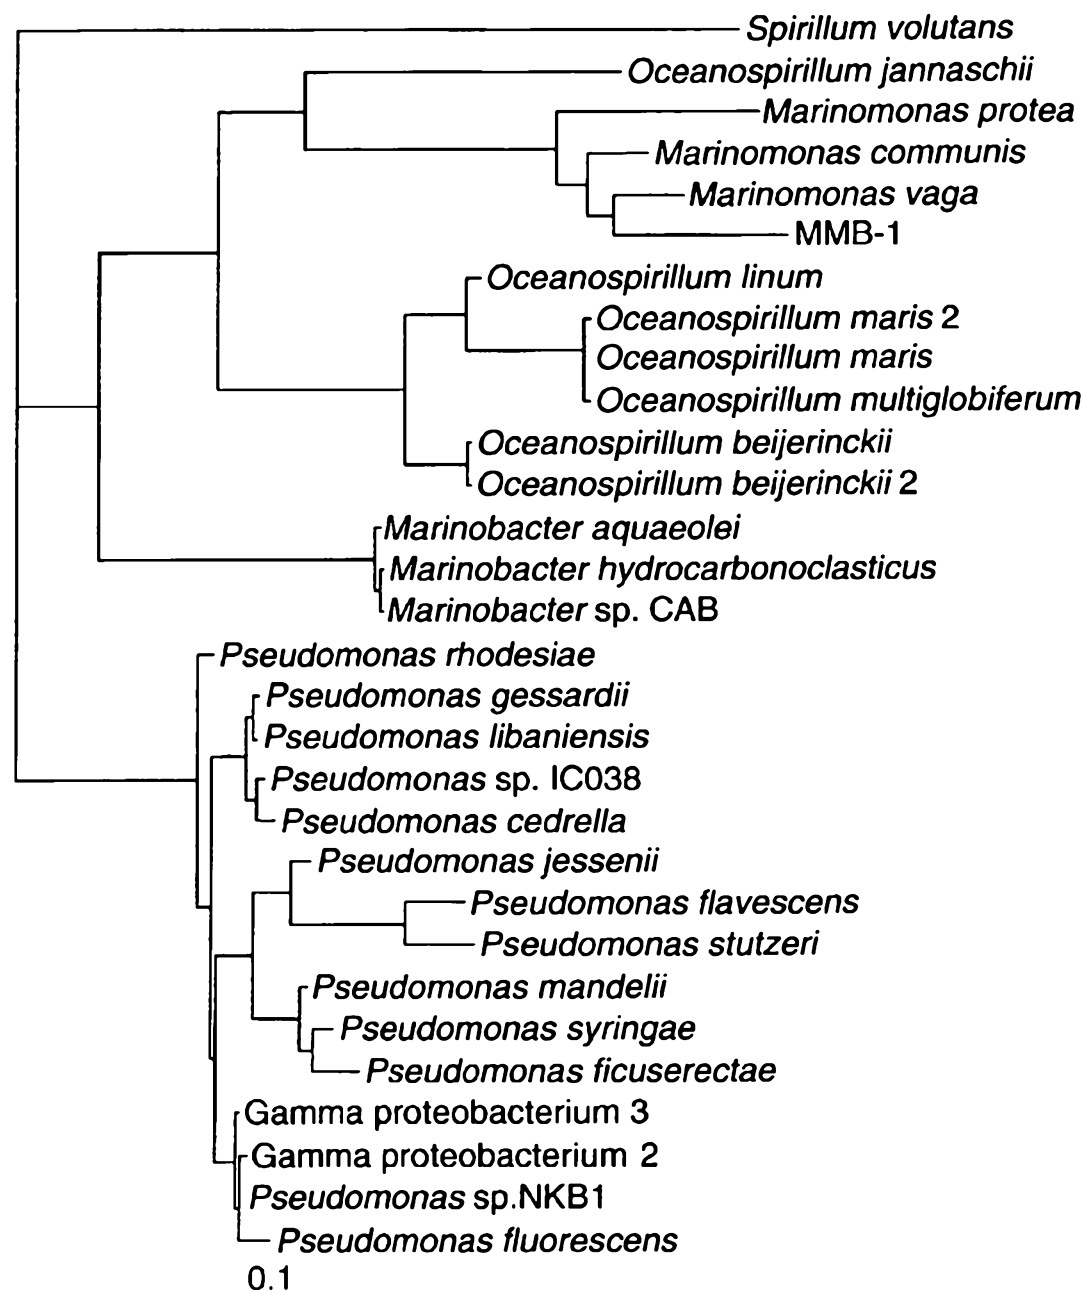 Spirillum volutans
Oceanospirillum jannaschii
Marinomonas protea
Marinomonas communis
Marinomonas vaga
MMB-1
Oceanospirillum linum
Oceanospirillum maris 2
Oceanospirillum maris
Oceanospirillum multiglobiferum
Oceanospirillum beijerinckii
Oceanospirillum beijerinckii 2
Marinobacter aquaeolei
Marinobacter hydrocarbonoclasticus
Marinobacter sp. CAB
Pseudomonas rhodesiae
Pseudomonas gessardii
Pseudomonas libaniensis
Pseudomonas sp. IC038
Pseudomonas cedrella
Pseudomonas jessenii
Pseudomonas flavescens
Pseudomonas stutzeri
Pseudomonas mandelii
Pseudomonas syringae
Pseudomonas ficuserectae
Gamma proteobacterium 3
Gamma proteobacterium 2
Pseudomonas sp.NKB1
Pseudomonas fluorescens
0.1